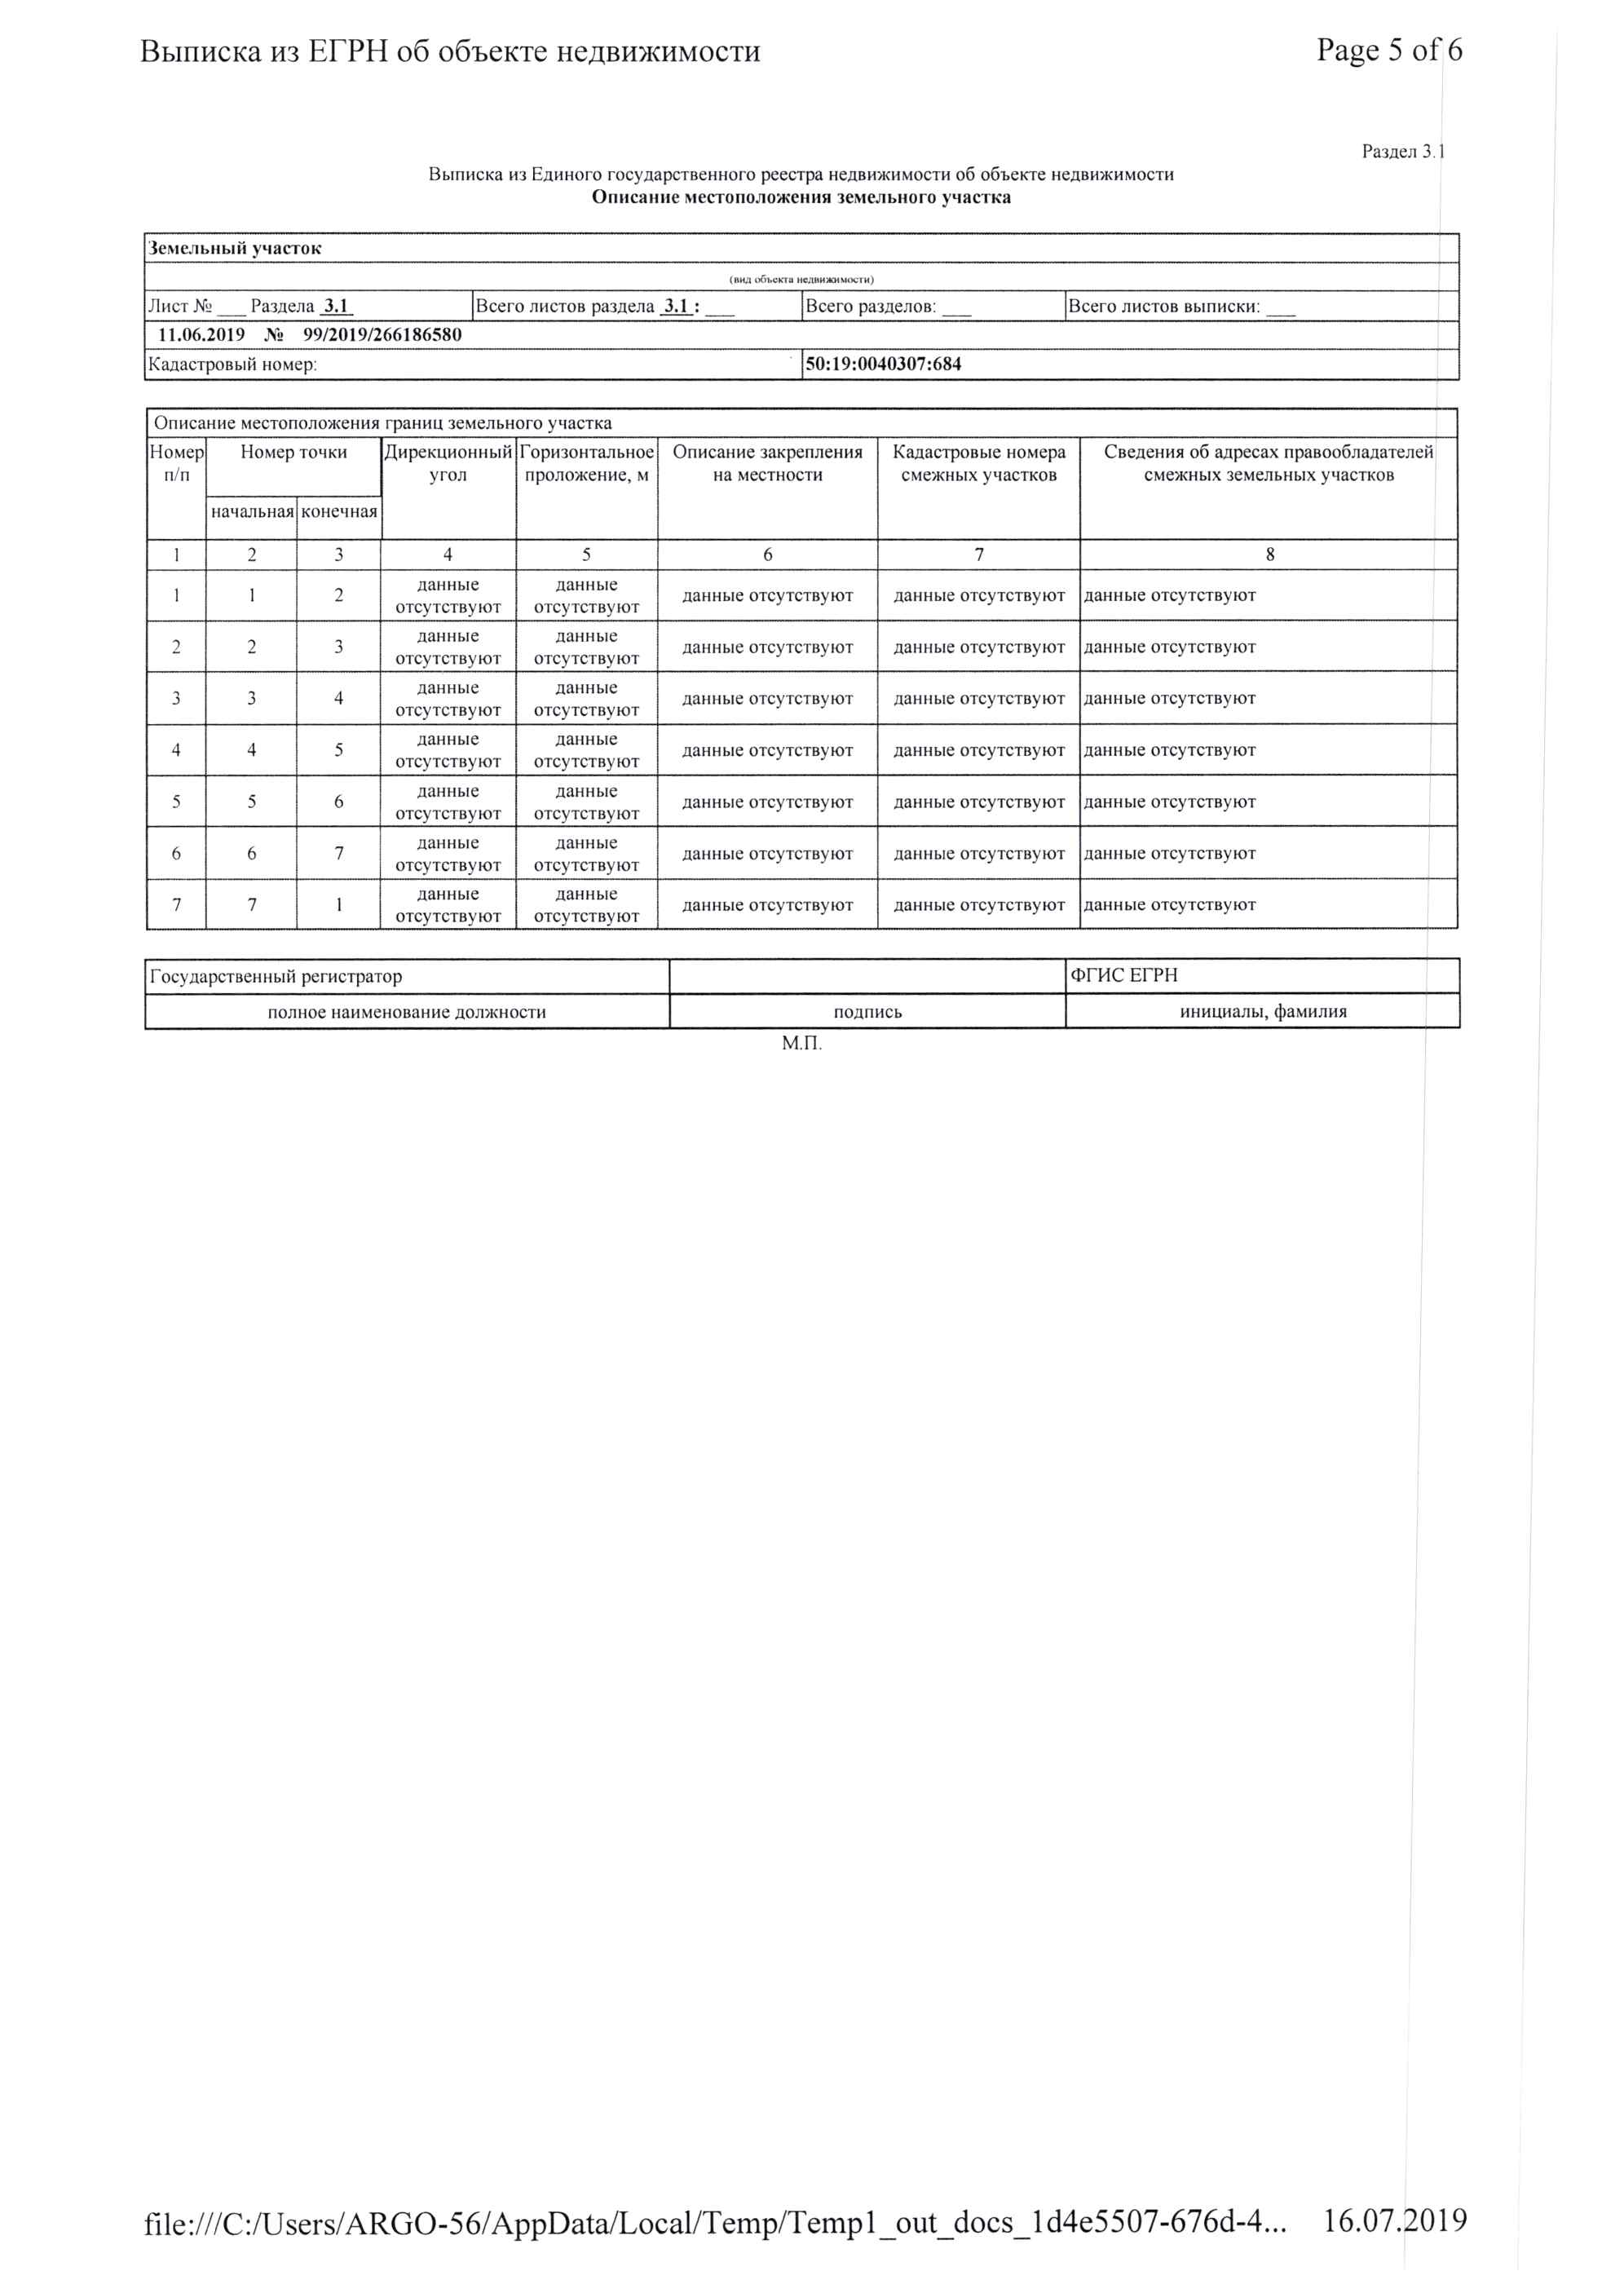 Выписка из ЕГРН об объекте недвижимости Page 5 of 6
Раздел 3.1
Выписка из Единого государственного реестра недвижимости об объекте недвижимости
Описание местоположения земельного участка
Земельный участок
(вид объекта недвижимости)
Лист № ___ Раздела 3.1 Всего листов раздела 3.1 : ___ Всего разделов: ___ Всего листов выписки: ___
11.06.2019 № 99/2019/266186580
Кадастровый номер: 50:19:0040307:684
Описание местоположения границ земельного участка
Номер Номер точки Дирекционный Горизонтальное Описание закрепления Кадастровые номера Сведения об адресах правообладателей
п/п угол проложение, м на местности смежных участков смежных земельных участков
начальная конечная
1 2 3 4 5 6 7 8
данные данные
1 1 2 отсутствуют отсутствуют данные отсутствуют данные отсутствуют данные отсутствуют
данные данные
2 2 3 отсутствуют отсутствуют данные отсутствуют данные отсутствуют данные отсутствуют
данные данные
3 3 4 отсутствуют отсутствуют данные отсутствуют данные отсутствуют данные отсутствуют
данные данные
4 4 5 отсутствуют отсутствуют данные отсутствуют данные отсутствуют данные отсутствуют
данные данные
5 5 6 отсутствуют отсутствуют данные отсутствуют данные отсутствуют данные отсутствуют
данные данные
6 6 7 отсутствуют отсутствуют данные отсутствуют данные отсутствуют данные отсутствуют
данные данные
7 7 1 отсутствуют отсутствуют данные отсутствуют данные отсутствуют данные отсутствуют
Государственный регистратор ФГИС ЕГРН
полное наименование должности подпись инициалы, фамилия
М.П.
file:///C:/Users/ARGO-56/AppData/Local/Temp/Temp1_out_docs_1d4e5507-676d-4... 16.07.2019